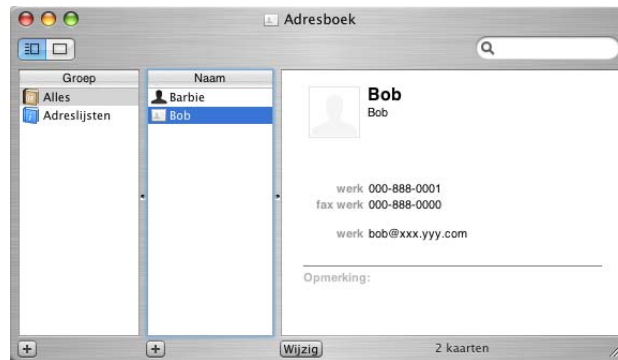 Adresboek
Groep
Alles
Adreslijsten
Naam
Barbie
Bob
Bob
Bob
werk 000-888-0001
fax werk 000-888-0000
werk bob@xxx.yyy.com
Opmerking:
Wijzig
2 kaarten